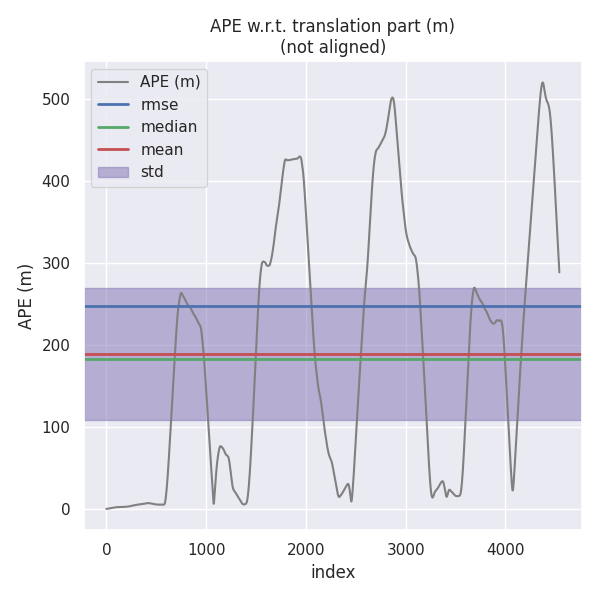 APE w.r.t. translation part (m)
(not aligned)
APE (m)
rmse
median
mean
std
500
400
300
200
100
0
APE (m)
0 1000 2000 3000 4000
index